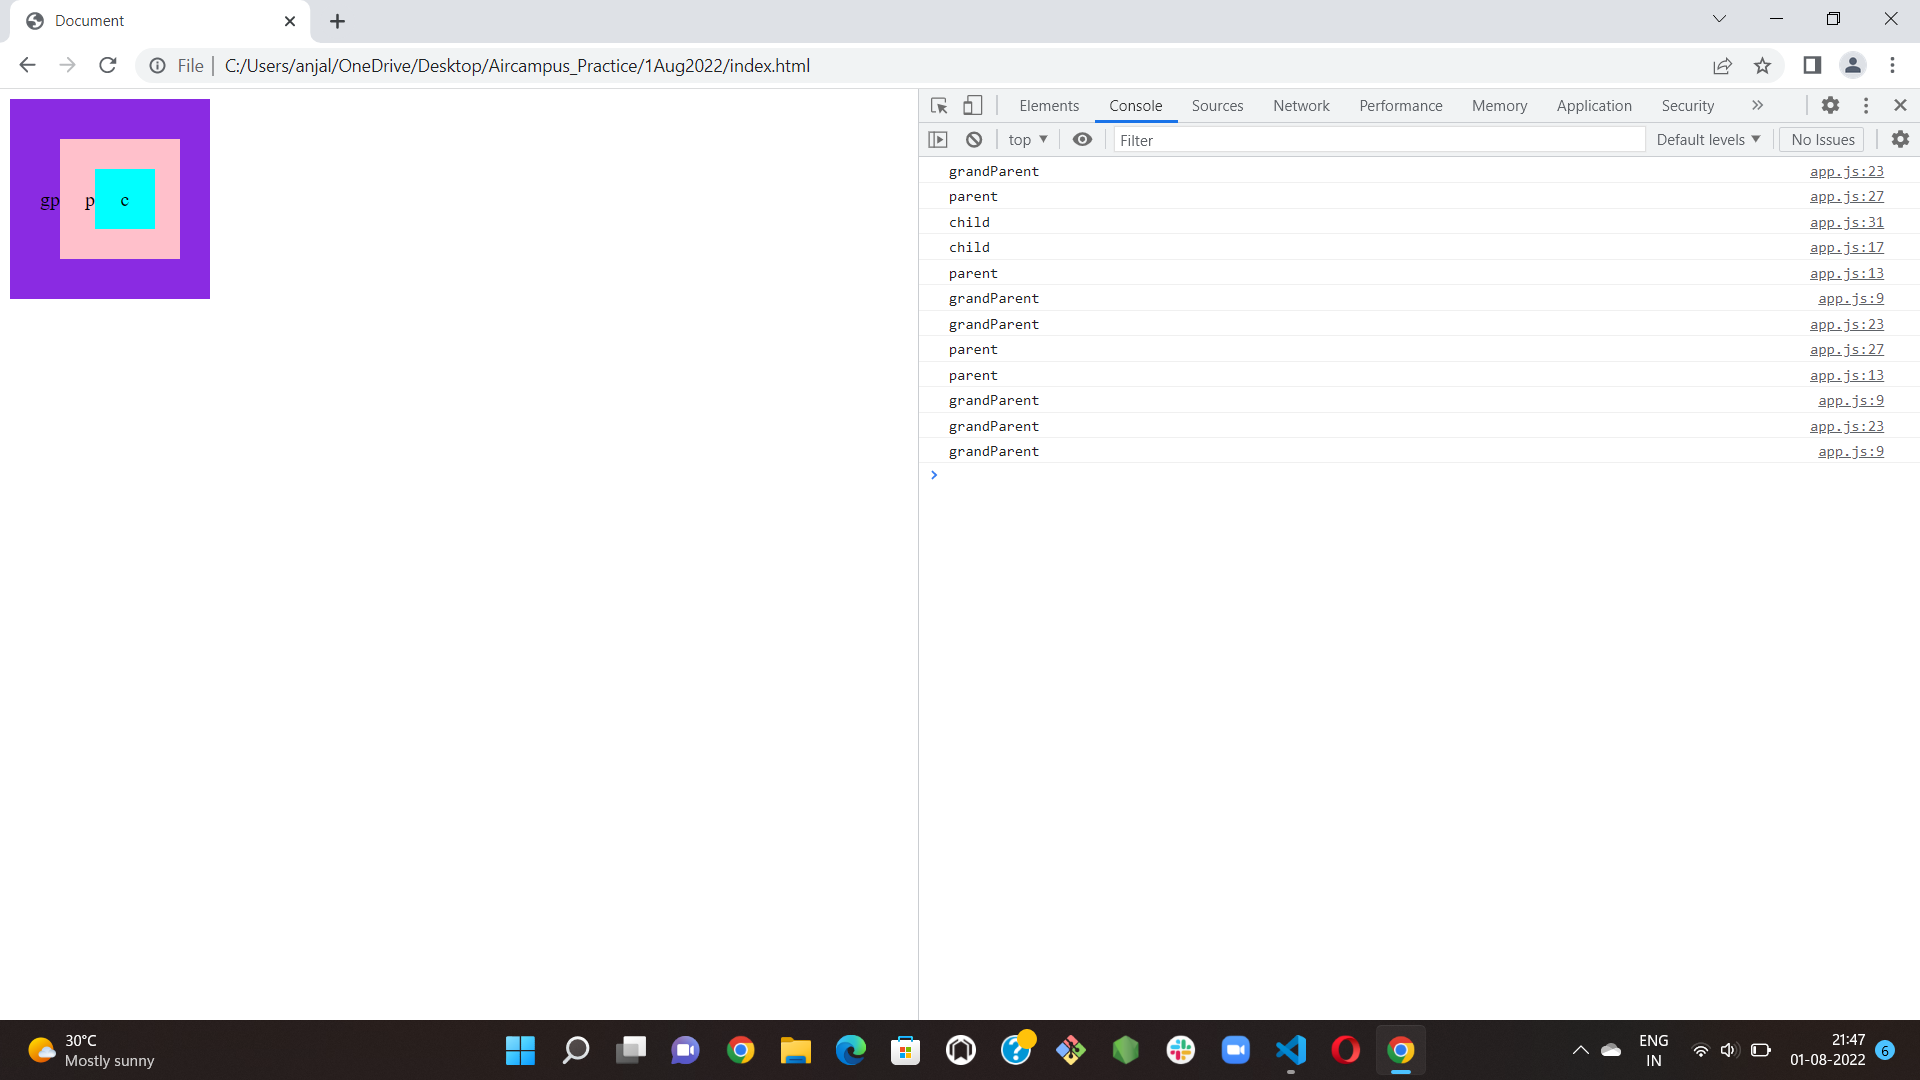 Document
File | C:/Users/anjal/OneDrive/Desktop/Aircampus_Practice/1Aug2022/index.html
gp p c
Elements Console Sources Network Performance Memory Application Security
top Filter Default levels No Issues
grandParent app.js:23
parent app.js:27
child app.js:31
child app.js:17
parent app.js:13
grandParent app.js:9
grandParent app.js:23
parent app.js:27
parent app.js:13
grandParent app.js:9
grandParent app.js:23
grandParent app.js:9
30°C
Mostly sunny
ENG
IN
21:47
01-08-2022
6